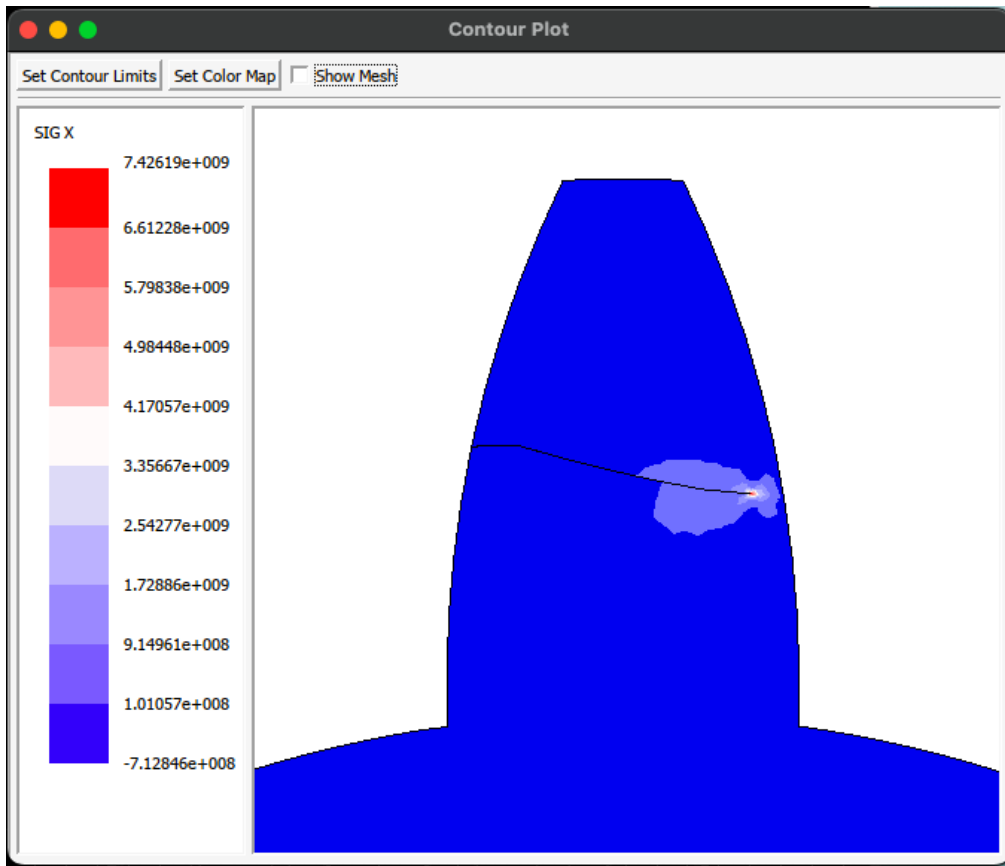 Contour Plot
Set Contour Limits Set Color Map Show Mesh
SIG X
7.42619e+009
6.61228e+009
5.79838e+009
4.98448e+009
4.17057e+009
3.35667e+009
2.54277e+009
1.72886e+009
9.14961e+008
1.01057e+008
-7.12846e+008